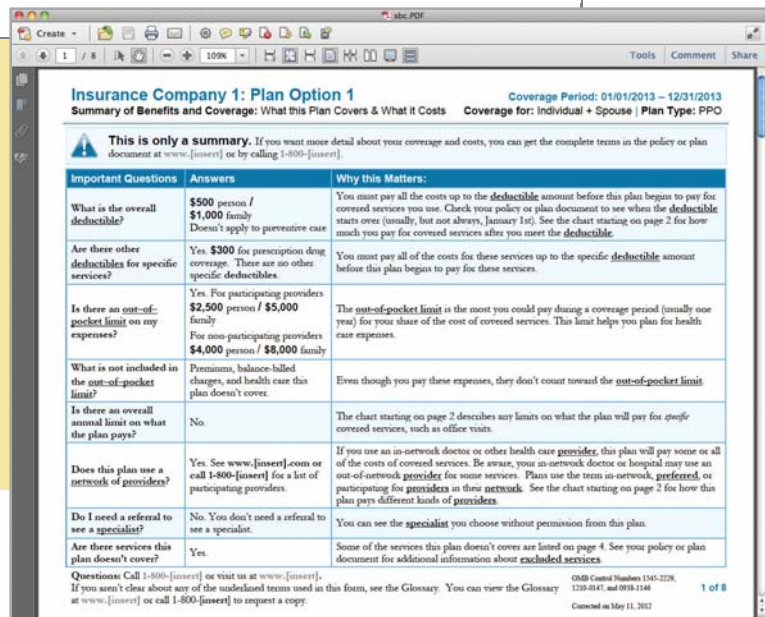 sbc.PDF
Create
1 / 8
109%
Tools Comment Share
Insurance Company 1: Plan Option 1
Coverage Period: 01/01/2013 – 12/31/2013
Summary of Benefits and Coverage: What this Plan Covers & What it Costs
Coverage for: Individual + Spouse | Plan Type: PPO
This is only a summary. If you want more detail about your coverage and costs, you can get the complete terms in the policy or plan
document at www.[insert] or by calling 1-800-[insert].
Important Questions
Answers
Why this Matters:
What is the overall
deductible?
$500 person /
$1,000 family
Doesn't apply to preventive care
You must pay all the costs up to the deductible amount before this plan begins to pay for
covered services you use. Check your policy or plan document to see when the deductible
starts over (usually, but not always, January 1st). See the chart starting on page 2 for how
much you pay for covered services after you meet the deductible.
Are there other
deductibles for specific
services?
Yes. $300 for prescription drug
coverage. There are no other
specific deductibles.
You must pay all of the costs for these services up to the specific deductible amount
before this plan begins to pay for these services.
Is there an out–of–
pocket limit on my
expenses?
Yes. For participating providers
$2,500 person / $5,000
family
For non-participating providers
$4,000 person / $8,000 family
The out-of-pocket limit is the most you could pay during a coverage period (usually one
year) for your share of the cost of covered services. This limit helps you plan for health
care expenses.
What is not included in
the out–of–pocket
limit?
Premiums, balance-billed
charges, and health care this
plan doesn't cover.
Even though you pay these expenses, they don't count toward the out-of-pocket limit.
Is there an overall
annual limit on what
the plan pays?
No.
The chart starting on page 2 describes any limits on what the plan will pay for specific
covered services, such as office visits.
Does this plan use a
network of providers?
Yes. See www.[insert].com or
call 1-800-[insert] for a list of
participating providers.
If you use an in-network doctor or other health care provider, this plan will pay some or all
of the costs of covered services. Be aware, your in-network doctor or hospital may use an
out-of-network provider for some services. Plans use the term in-network, preferred, or
participating for providers in their network. See the chart starting on page 2 for how this
plan pays different kinds of providers.
Do I need a referral to
see a specialist?
No. You don't need a referral to
see a specialist.
You can see the specialist you choose without permission from this plan.
Are there services this
plan doesn't cover?
Yes.
Some of the services this plan doesn't cover are listed on page 4. See your policy or plan
document for additional information about excluded services.
Questions: Call 1-800-[insert] or visit us at www.[insert].
If you aren't clear about any of the underlined terms used in this form, see the Glossary. You can view the Glossary
at www.[insert] or call 1-800-[insert] to request a copy.
OMB Control Numbers 1545-2229,
1210-0147, and 0938-1146
Corrected on May 11, 2012
1 of 8